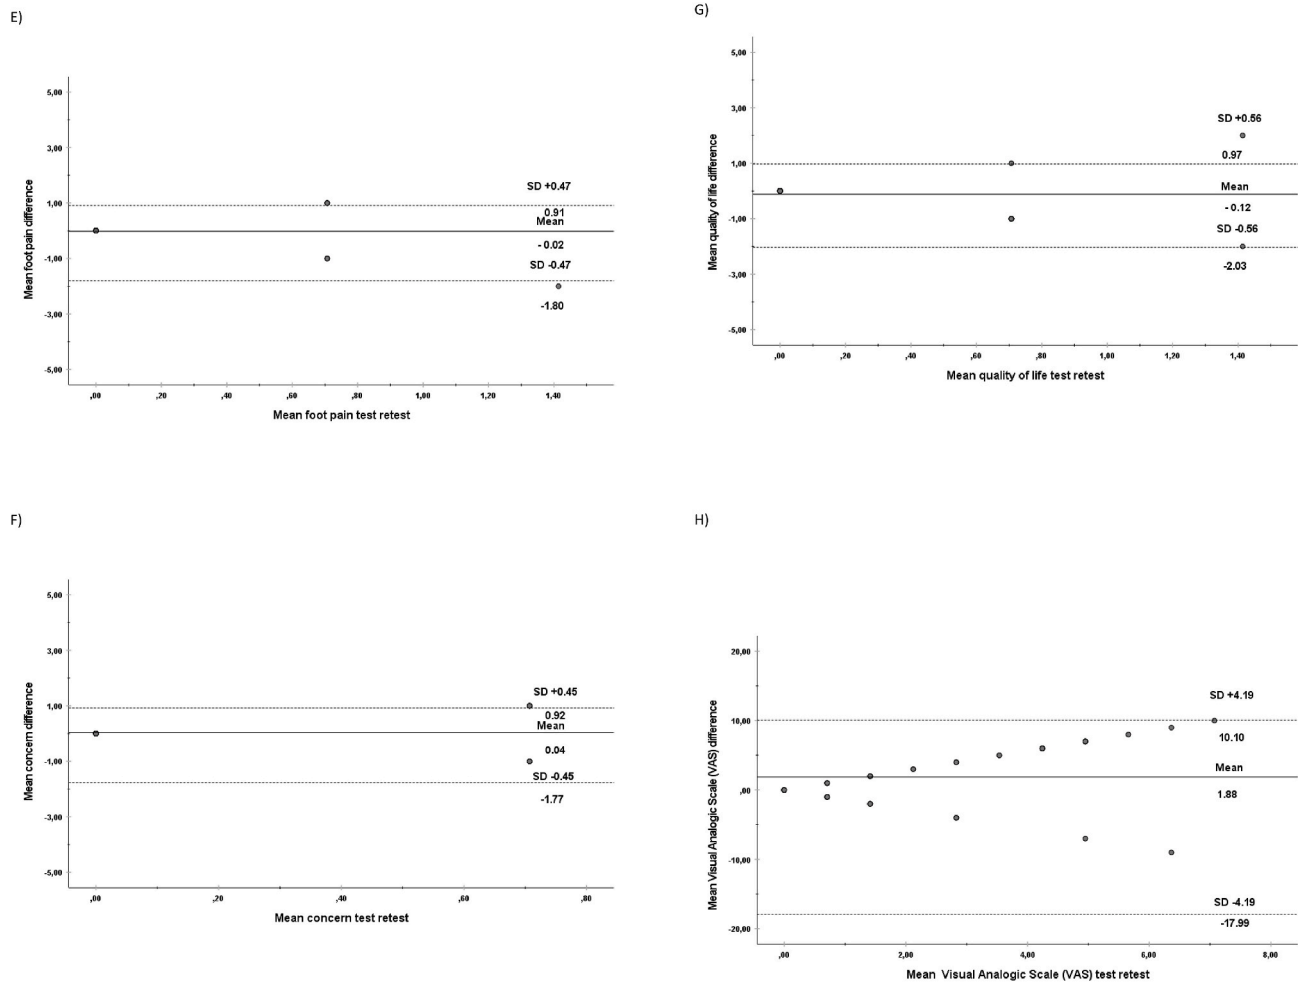 E)
5,00
3,00
1,00
-1,00
-3,00
-5,00
Mean foot pain difference
SD +0.47
0.91
Mean
- 0.02
SD -0.47
-1.80
,00 ,20 ,40 ,60 ,80 1,00 1,20 1,40
Mean foot pain test retest
G)
5,00
3,00
1,00
-1,00
-3,00
-5,00
Mean quality of life difference
SD +0.56
0.97
Mean
- 0.12
SD -0.56
-2.03
,00 ,20 ,40 ,60 ,80 1,00 1,20 1,40
Mean quality of life test retest
F)
5,00
3,00
1,00
-1,00
-3,00
-5,00
Mean concern difference
SD +0.45
0.92
Mean
0.04
SD -0.45
-1.77
,00 ,20 ,40 ,60 ,80
Mean concern test retest
H)
20,00
10,00
,00
-10,00
-20,00
Mean Visual Analogic Scale (VAS) difference
SD +4.19
10.10
Mean
1.88
SD -4.19
-17.99
,00 2,00 4,00 6,00 8,00
Mean Visual Analogic Scale (VAS) test retest